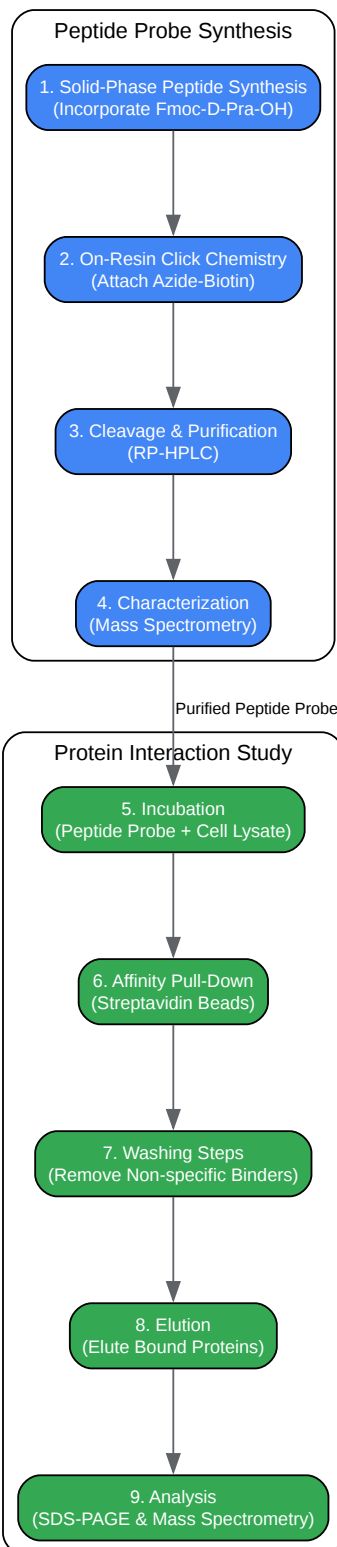 Peptide Probe Synthesis
1. Solid-Phase Peptide Synthesis
(Incorporate Fmoc-D-Pra-OH)
2. On-Resin Click Chemistry
(Attach Azide-Biotin)
3. Cleavage & Purification
(RP-HPLC)
4. Characterization
(Mass Spectrometry)
Purified Peptide Probe
Protein Interaction Study
5. Incubation
(Peptide Probe + Cell Lysate)
6. Affinity Pull-Down
(Streptavidin Beads)
7. Washing Steps
(Remove Non-specific Binders)
8. Elution
(Elute Bound Proteins)
9. Analysis
(SDS-PAGE & Mass Spectrometry)